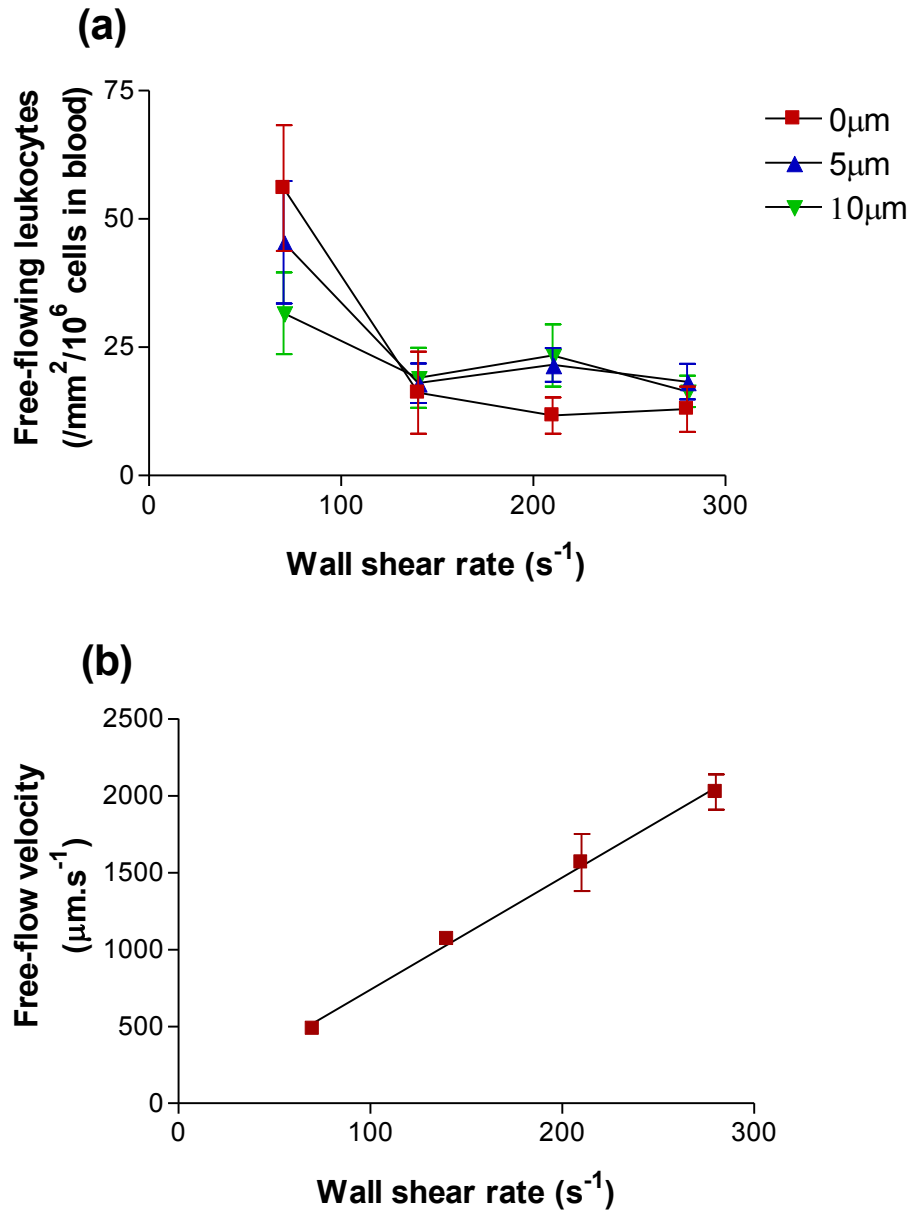 (a)
Free-flowing leukocytes
(/mm²/10⁶ cells in blood)
75
50
25
0
0
100
200
300
Wall shear rate (s⁻¹)
0μm
5μm
10μm
(b)
Free-flow velocity
(μm.s⁻¹)
2500
2000
1500
1000
500
0
0
100
200
300
Wall shear rate (s⁻¹)